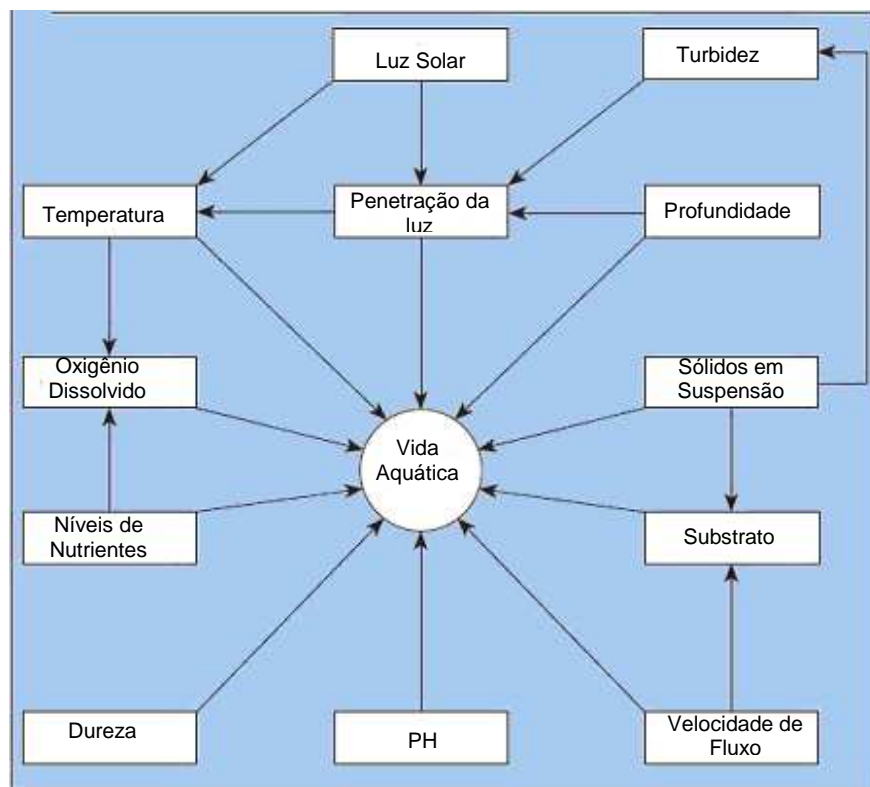 Luz Solar
Turbidez
Temperatura
Penetração da
luz
Profundidade
Oxigênio
Dissolvido
Sólidos em
Suspensão
Vida
Aquática
Níveis de
Nutrientes
Substrato
Dureza
PH
Velocidade de
Fluxo